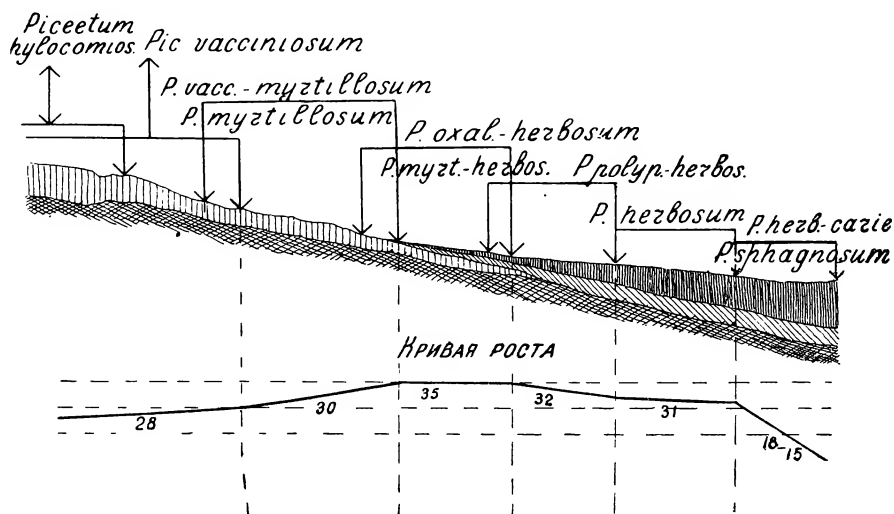 Piceetum
hylocomios.
Pic vacciniosum
P. vacc.-myrtillosum
P. myrtillosum
P. oxal.-herbosum
P. myrt.-herbos.
P. polyp.-herbos.
P. herbosum
P. herb.-caric
P. sphagnosum
КРИВАЯ РОСТА
28
30
35
32
31
18-15